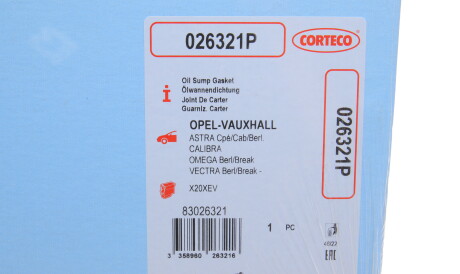 026321P
CORTECO
Oil Sump Gasket
Ölwannendichtung
Joint De Carter
Guarniz. Carter
OPEL-VAUXHALL
ASTRA Cpé/Cab/Berl.
CALIBRA
OMEGA Berl/Break
VECTRA Berl/Break -
X20XEV
83026321
1 PC
3 358960 263216
EAC
026321P